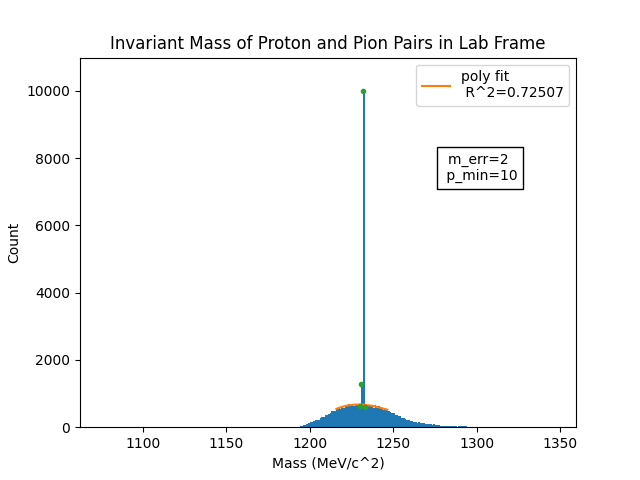 Invariant Mass of Proton and Pion Pairs in Lab Frame
poly fit
R^2=0.72507
m_err=2
p_min=10
10000
8000
6000
4000
2000
0
Count
1100
1150
1200
1250
1300
1350
Mass (MeV/c^2)